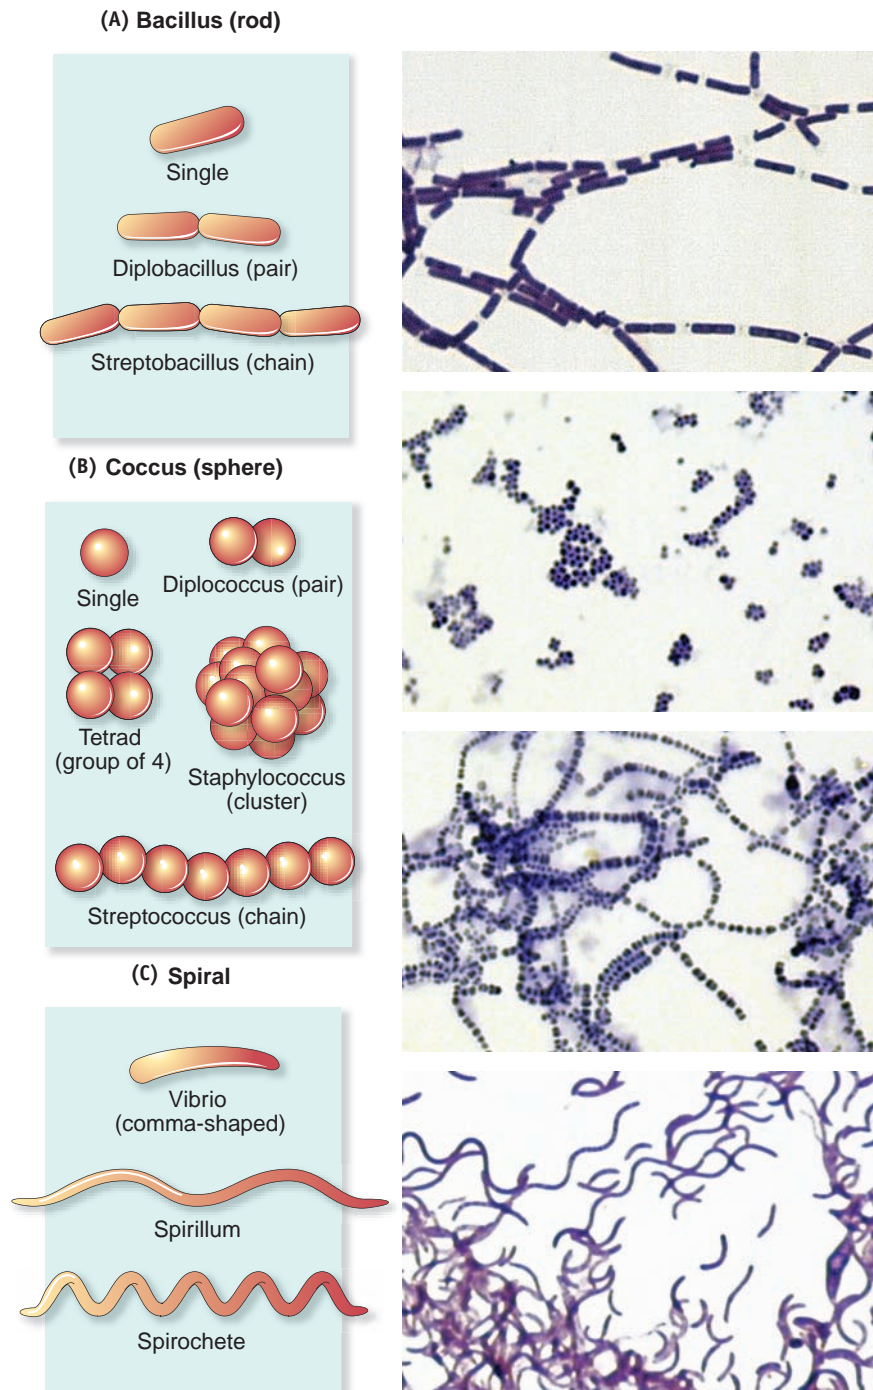 (A) Bacillus (rod)
Single
Diplobacillus (pair)
Streptobacillus (chain)
(B) Coccus (sphere)
Single
Diplococcus (pair)
Tetrad
(group of 4)
Staphylococcus
(cluster)
Streptococcus (chain)
(C) Spiral
Vibrio
(comma-shaped)
Spirillum
Spirochete